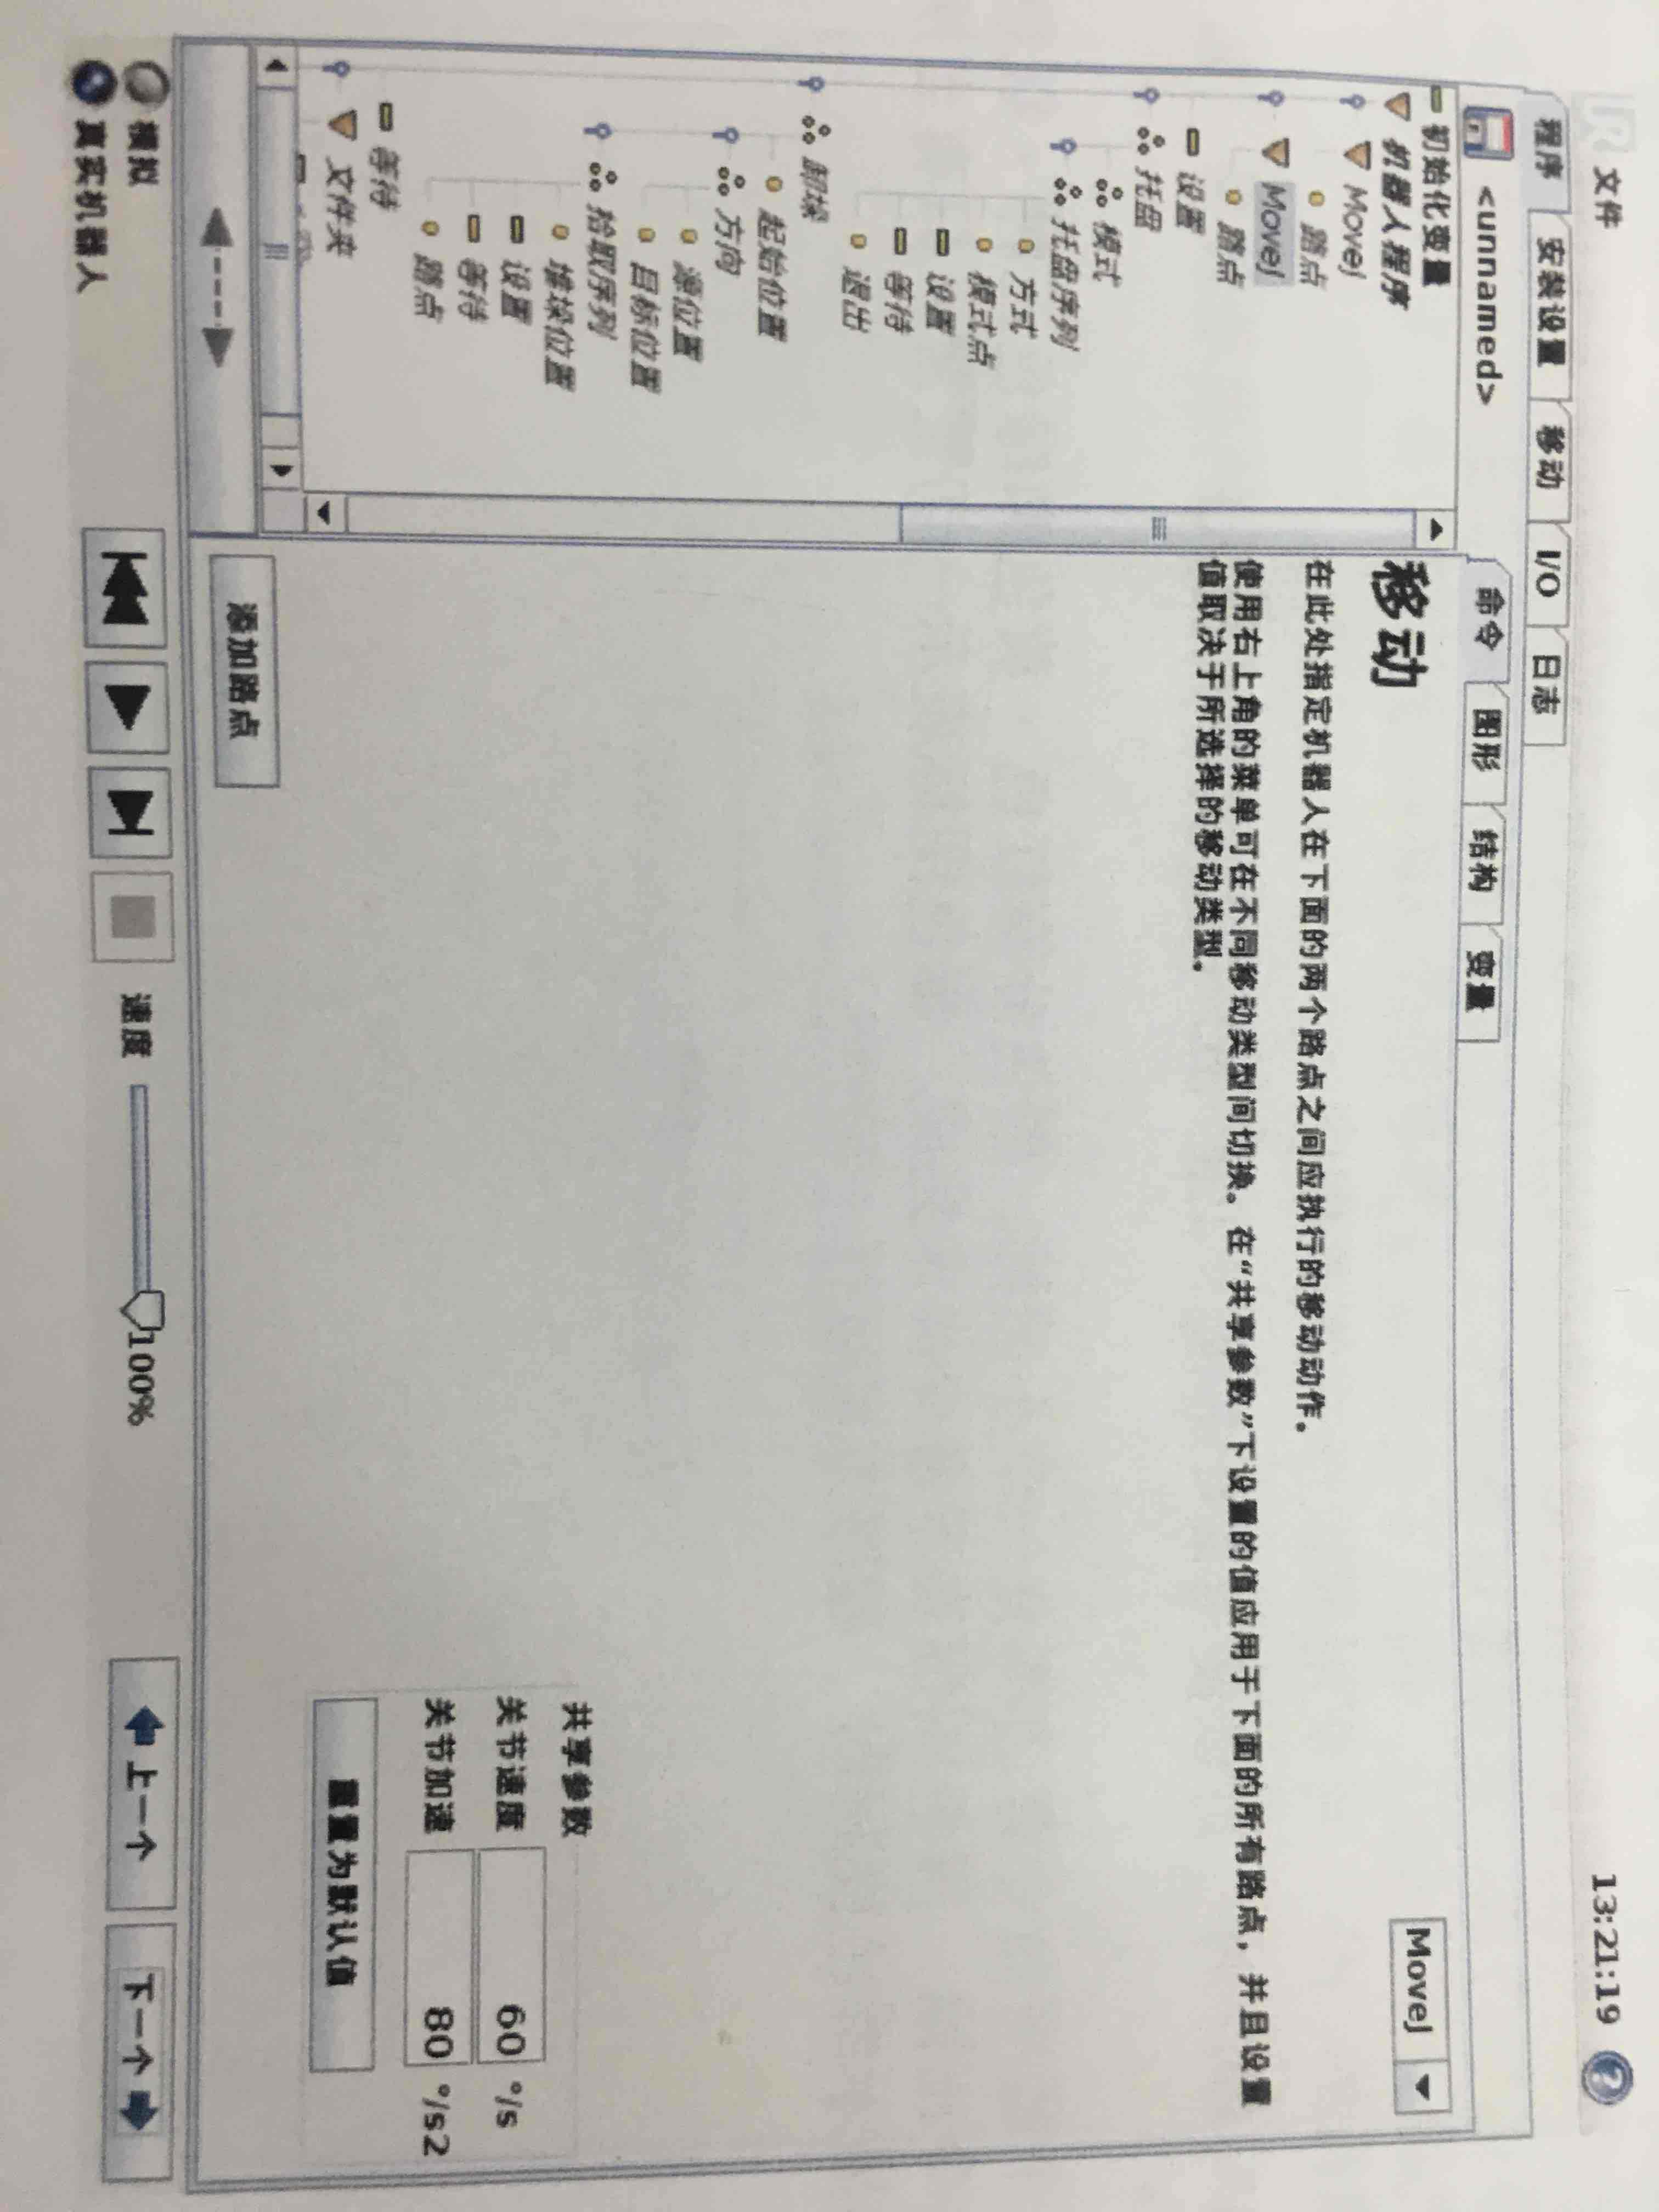 文件
13:21:19
程序 安装设置 移动 I/O 日志
<unnamed>
命令 图形 结构 变量
初始化变量
机器人程序
MoveJ
路点
MoveJ
路点
设置
托盘
模式
托盘序列
方式
模式点
设置
等待
退出
卸垛
起始位置
方向
源位置
目标位置
拾取序列
堆垛位置
设置
等待
路点
等待
文件夹
移动
MoveJ
在此处指定机器人在下面的两个路点之间应执行的移动动作。
使用右上角的菜单可在不同移动类型间切换。在“共享参数”下设置的值应用于下面的所有路点，并且设置
值取决于所选择的移动类型。
共享参数
关节速度 60 °/s
关节加速 80 °/s2
重置为默认值
添加路点
模拟
真实机器人
速度 100%
上一个 下一个